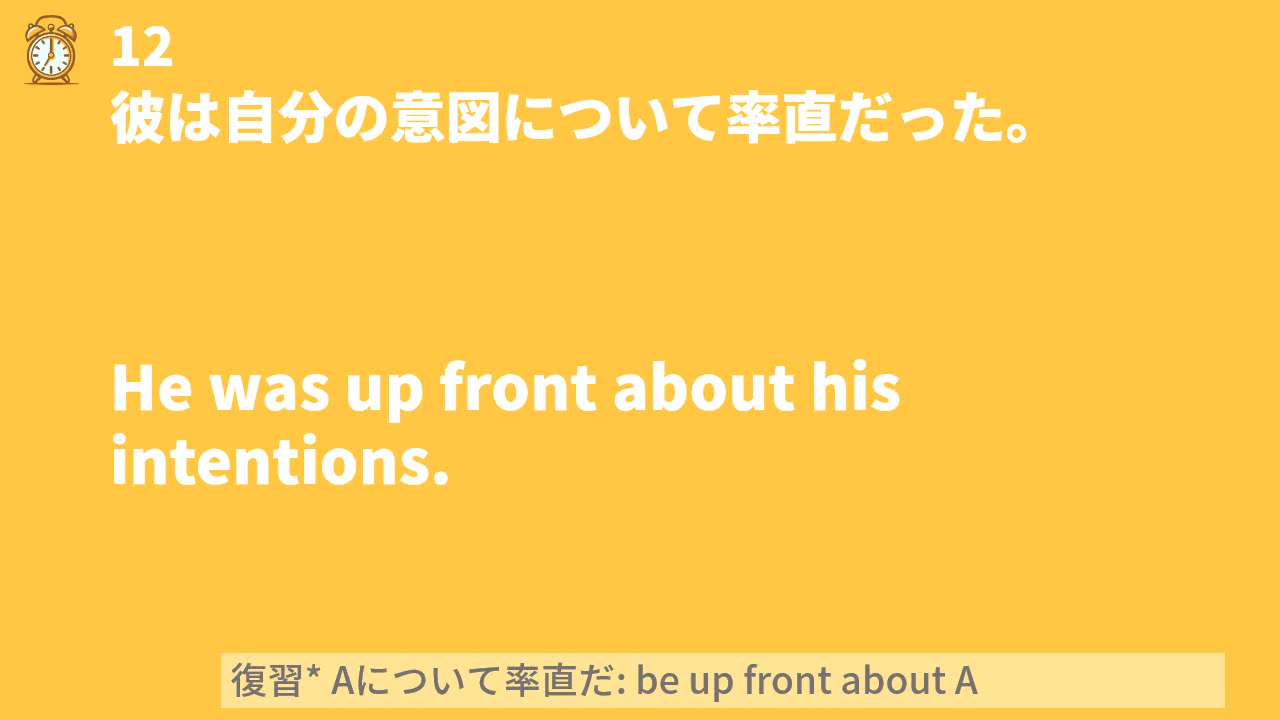 12
彼は自分の意図について率直だった。
He was up front about his
intentions.
復習* Aについて率直だ: be up front about A